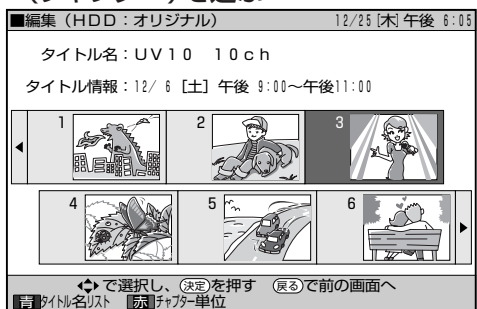 ■編集（HDD：オリジナル） 12/25[木]午後 6:05
タイトル名：UV10 10ch
タイトル情報：12/ 6 [土] 午後 9:00～午後11:00
1 2 3
4 5 6
で選択し、決定を押す 戻るで前の画面へ
青 タイトル名リスト 赤 チャプター単位